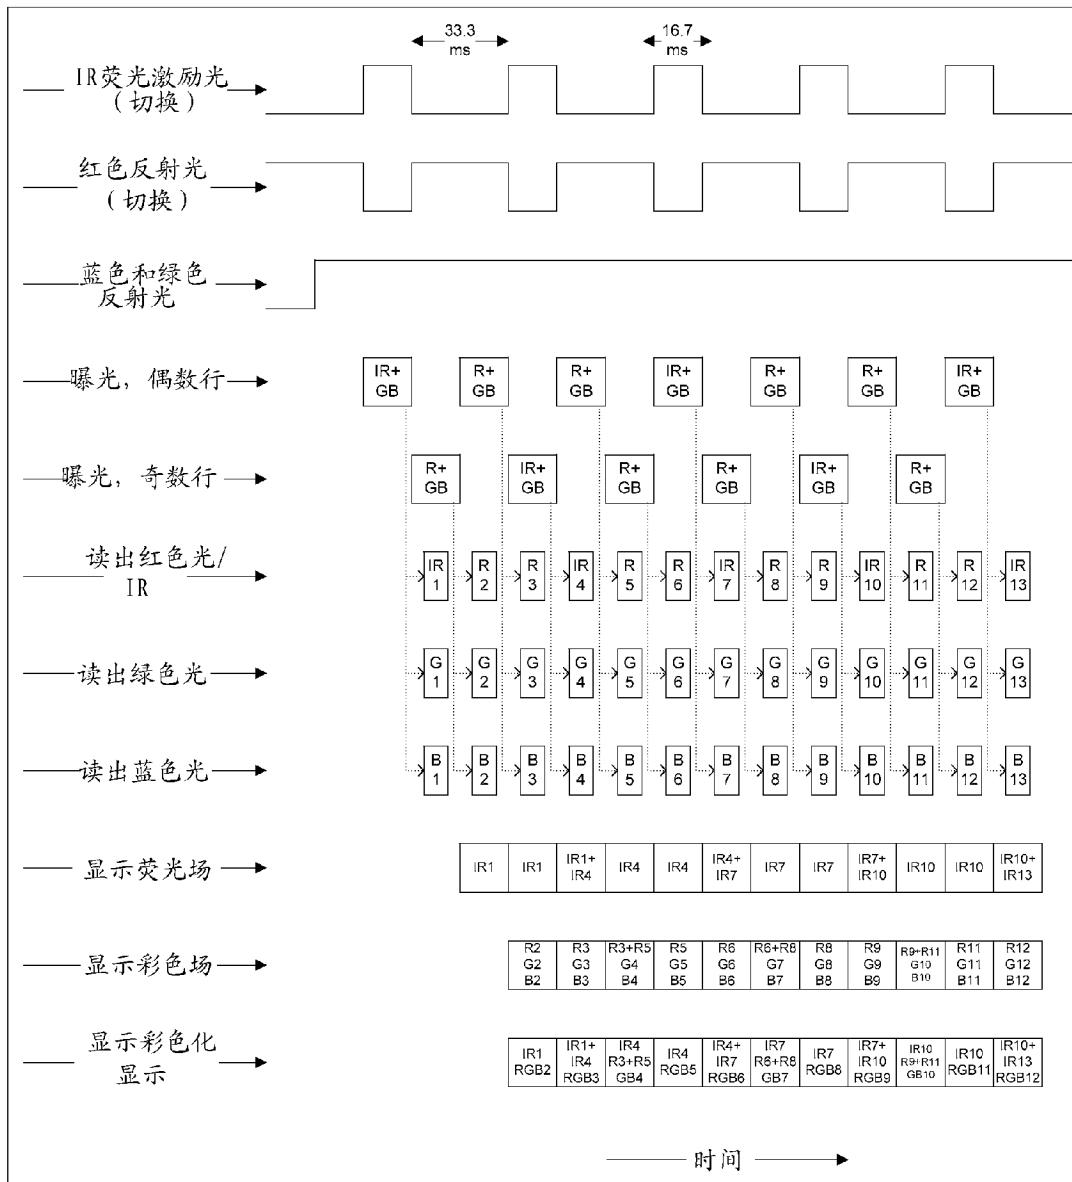 33.3
ms
16.7
ms
IR荧光激励光
(切换)
红色反射光
(切换)
蓝色和绿色
反射光
曝光，偶数行
IR+
GB
R+
GB
R+
GB
IR+
GB
R+
GB
R+
GB
IR+
GB
曝光，奇数行
R+
GB
IR+
GB
R+
GB
R+
GB
IR+
GB
R+
GB
读出红色光/
IR
IR
1
R
2
R
3
IR
4
R
5
R
6
IR
7
R
8
R
9
IR
10
R
11
R
12
IR
13
读出绿色光
G
1
G
2
G
3
G
4
G
5
G
6
G
7
G
8
G
9
G
10
G
11
G
12
G
13
读出蓝色光
B
1
B
2
B
3
B
4
B
5
B
6
B
7
B
8
B
9
B
10
B
11
B
12
B
13
显示荧光场
IR1
IR1
IR1+
IR4
IR4
IR4
IR4+
IR7
IR7
IR7
IR7+
IR10
IR10
IR10
IR10+
IR13
显示彩色场
R2
G2
B2
R3
G3
B3
R3+R5
G4
B4
R5
G5
B5
R6
G6
B6
R6+R8
G7
B7
R8
G8
B8
R9
G9
B9
R9+R11
G10
B10
R11
G11
B11
R12
G12
B12
显示彩色化
显示
IR1
RGB2
IR1+
IR4
RGB3
IR4
R3+R5
GB4
IR4
RGB5
IR4+
IR7
RGB6
IR7
R6+R8
GB7
IR7
RGB8
IR7+
IR10
RGB9
IR10
R9+R11
GB10
IR10
RGB11
IR10+
IR13
RGB12
时间